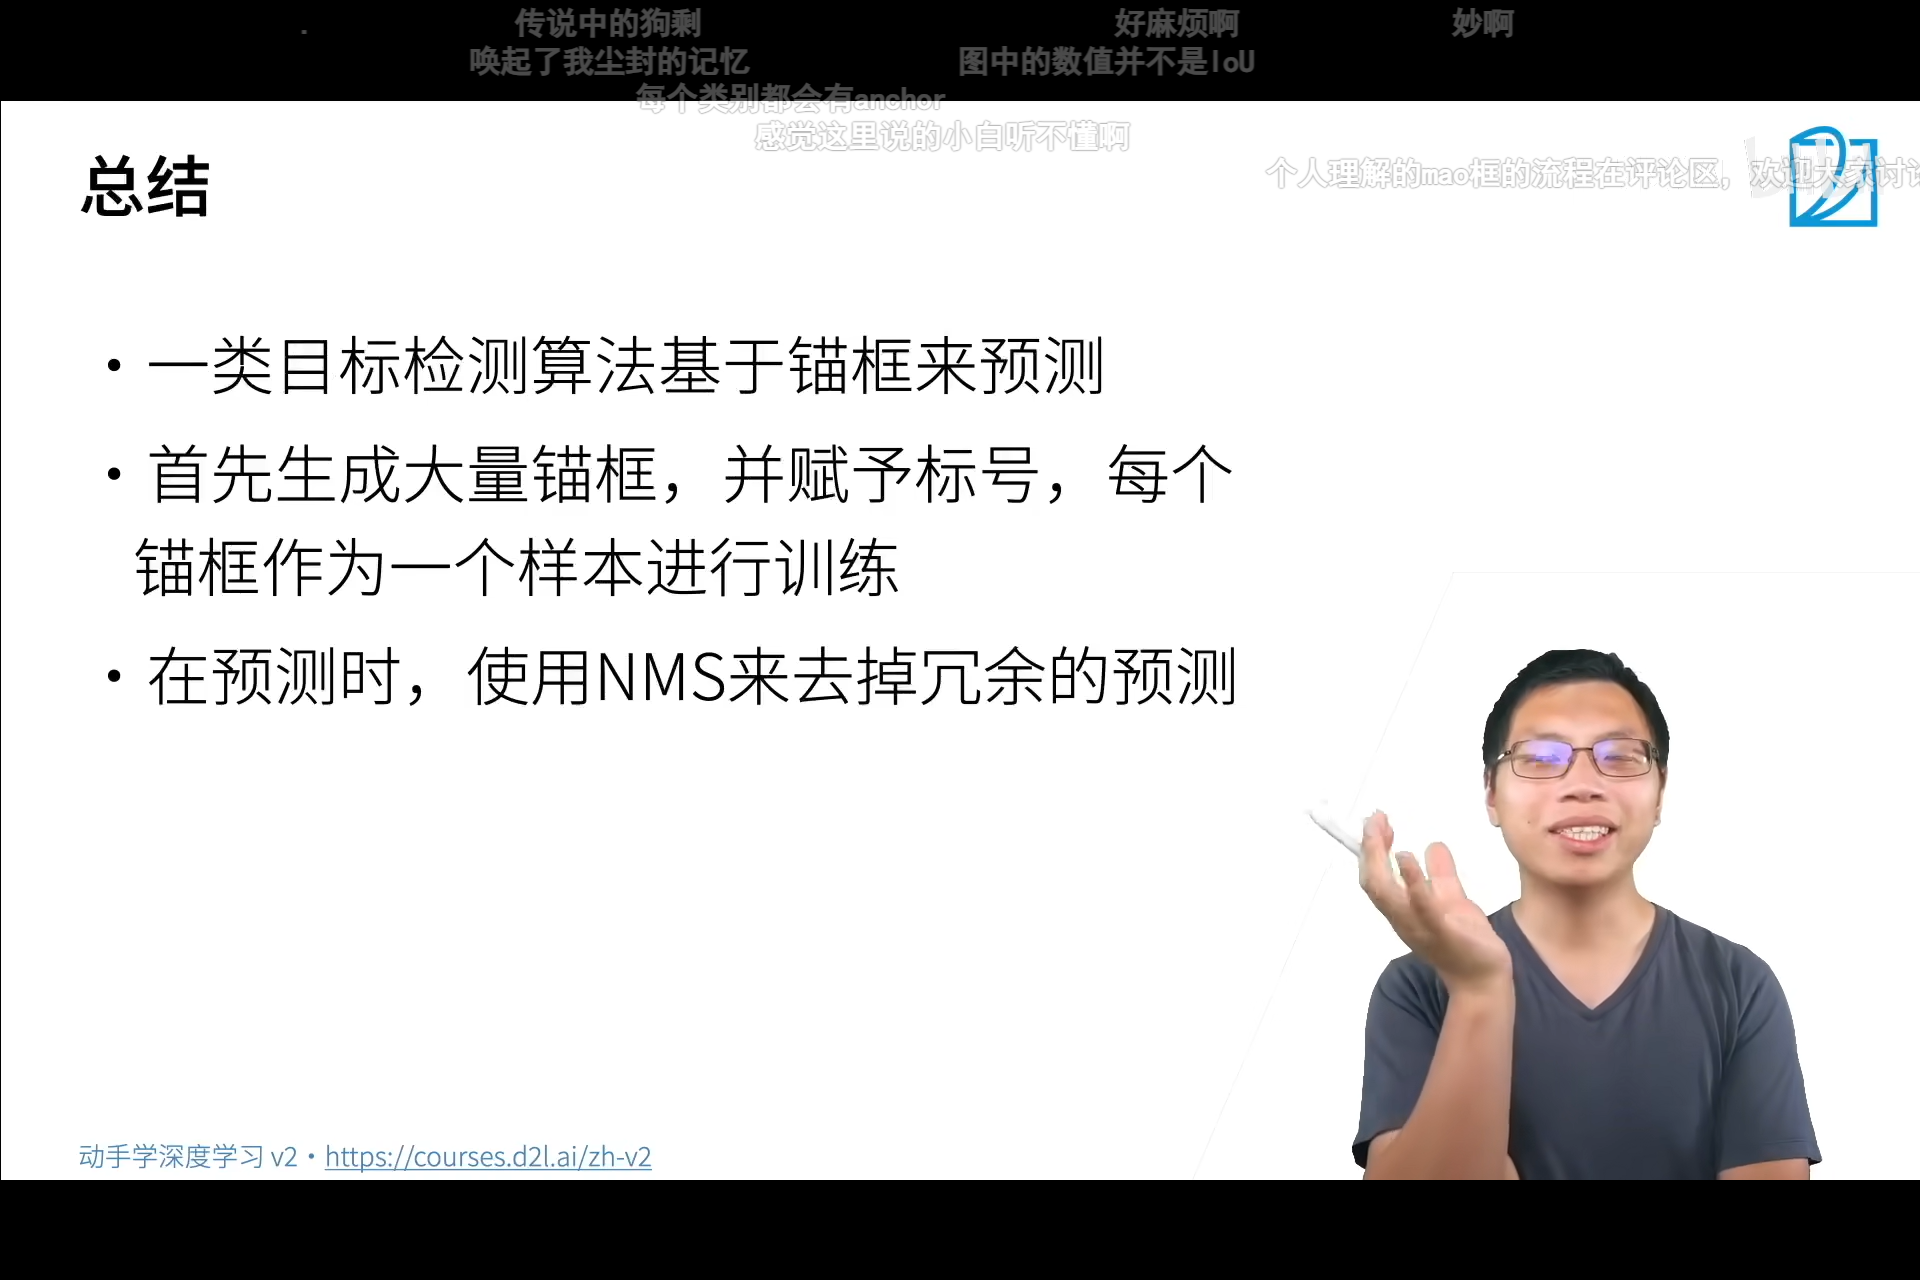 .
传说中的狗剩
好麻烦啊
妙啊
唤起了我尘封的记忆
图中的数值并不是IoU
每个类别都会有anchor
感觉这里说的小白听不懂啊
个人理解的mao框的流程在评论区，欢迎大家讨论
总结
• 一类目标检测算法基于锚框来预测
• 首先生成大量锚框，并赋予标号，每个
锚框作为一个样本进行训练
• 在预测时，使用NMS来去掉冗余的预测
动手学深度学习 v2 • https://courses.d2l.ai/zh-v2